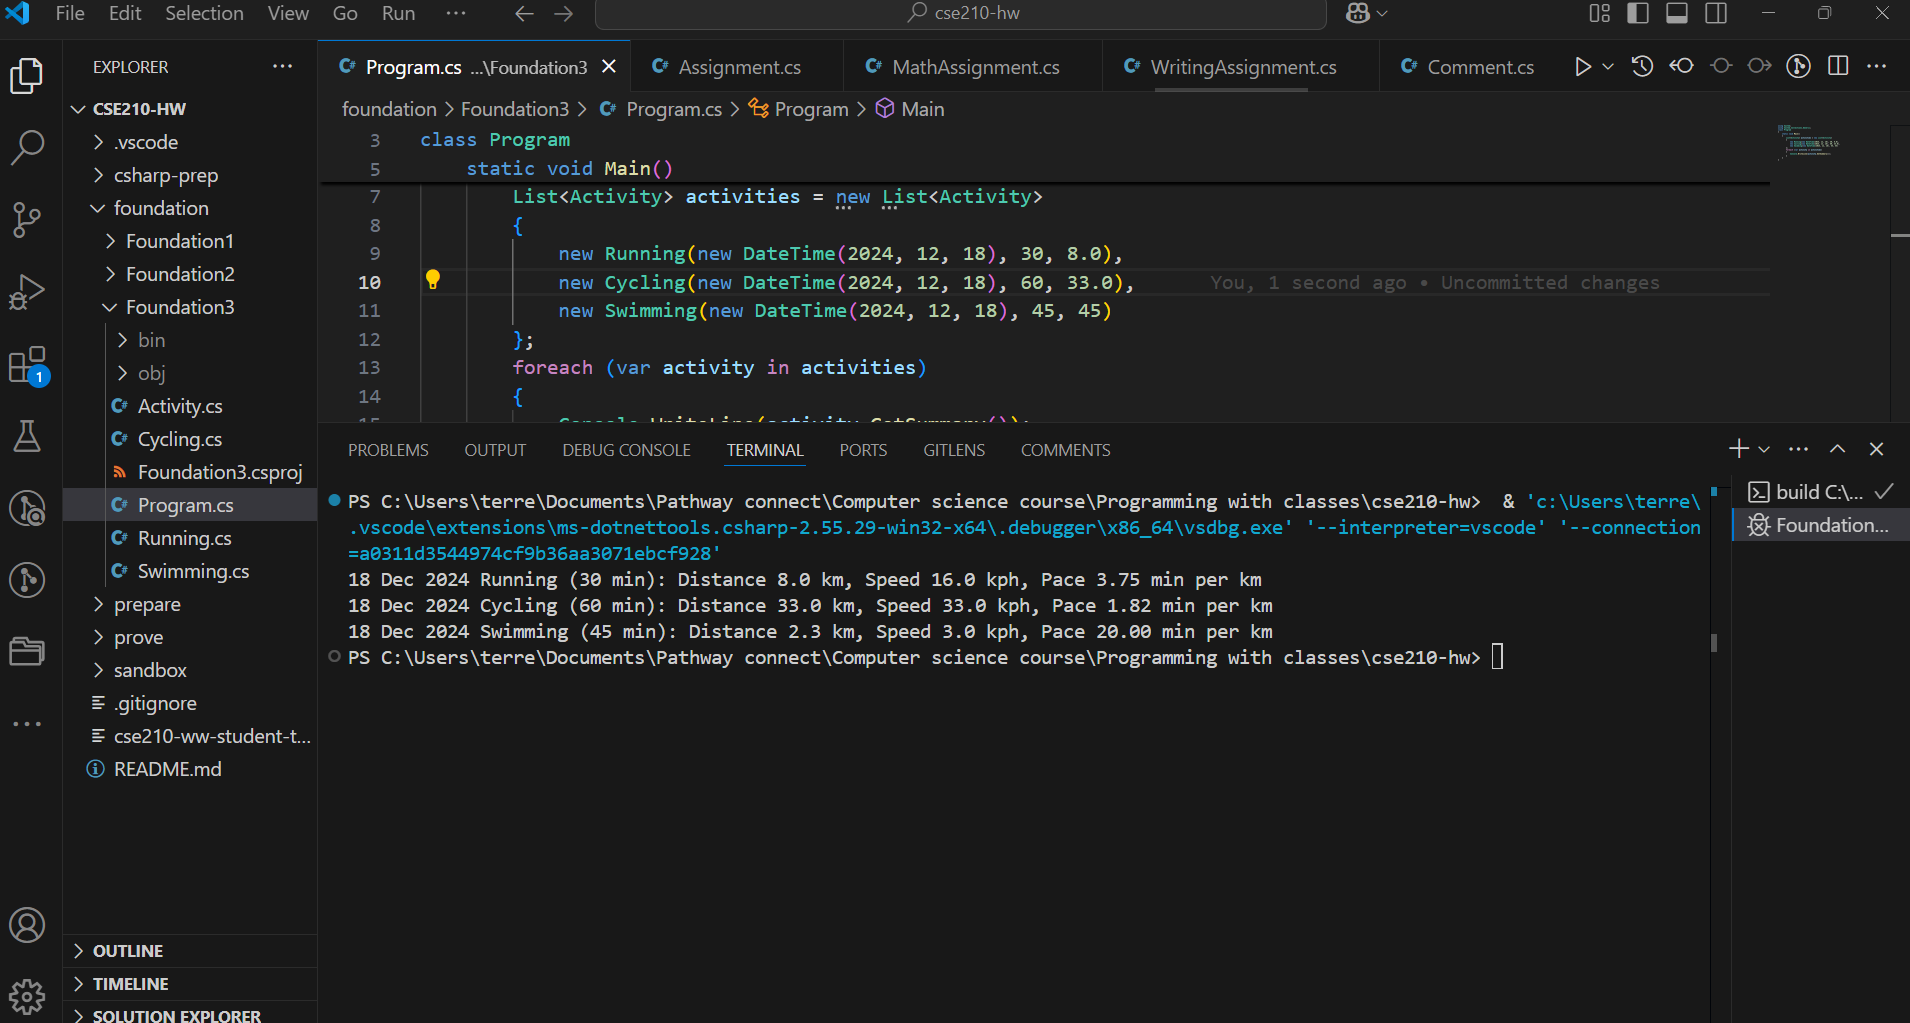 File Edit Selection View Go Run ··· cse210-hw
EXPLORER ···
CSE210-HW
.vscode
csharp-prep
foundation
Foundation1
Foundation2
Foundation3
bin
obj
Activity.cs
Cycling.cs
Foundation3.csproj
Program.cs
Running.cs
Swimming.cs
prepare
prove
sandbox
.gitignore
cse210-ww-student-t...
README.md
OUTLINE
TIMELINE
SOLUTION EXPLORER
1
Program.cs ...\Foundation3 Assignment.cs MathAssignment.cs WritingAssignment.cs Comment.cs
foundation > Foundation3 > Program.cs > Program > Main
3 class Program
5 static void Main()
7 List<Activity> activities = new List<Activity>
8 {
9 new Running(new DateTime(2024, 12, 18), 30, 8.0),
10 new Cycling(new DateTime(2024, 12, 18), 60, 33.0), You, 1 second ago • Uncommitted changes
11 new Swimming(new DateTime(2024, 12, 18), 45, 45)
12 };
13 foreach (var activity in activities)
14 {
15 Console.WriteLine(activity.GetSummary());
PROBLEMS OUTPUT DEBUG CONSOLE TERMINAL PORTS GITLENS COMMENTS
PS C:\Users\terre\Documents\Pathway connect\Computer science course\Programming with classes\cse210-hw> & 'c:\Users\terre\
.vscode\extensions\ms-dotnettools.csharp-2.55.29-win32-x64\.debugger\x86_64\vsdbg.exe' '--interpreter=vscode' '--connection
=a0311d3544974cf9b36aa3071ebcf928'
18 Dec 2024 Running (30 min): Distance 8.0 km, Speed 16.0 kph, Pace 3.75 min per km
18 Dec 2024 Cycling (60 min): Distance 33.0 km, Speed 33.0 kph, Pace 1.82 min per km
18 Dec 2024 Swimming (45 min): Distance 2.3 km, Speed 3.0 kph, Pace 20.00 min per km
PS C:\Users\terre\Documents\Pathway connect\Computer science course\Programming with classes\cse210-hw>
build C:\...
Foundation...